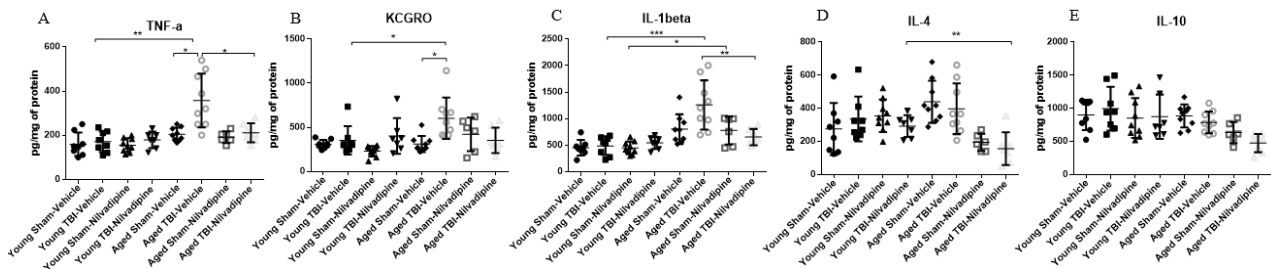 A
TNF-a
pg/mg of protein
600
400
200
0
**
*
*
Young Sham-Vehicle
Young TBI-Vehicle
Young Sham-Nilvadipine
Young TBI-Nilvadipine
Aged Sham-Vehicle
Aged TBI-Vehicle
Aged Sham-Nilvadipine
Aged TBI-Nilvadipine
B
KCGRO
pg/mg of protein
1500
1000
500
0
*
*
Young Sham-Vehicle
Young TBI-Vehicle
Young Sham-Nilvadipine
Young TBI-Nilvadipine
Aged Sham-Vehicle
Aged TBI-Vehicle
Aged Sham-Nilvadipine
Aged TBI-Nilvadipine
C
IL-1beta
pg/mg of protein
2500
2000
1500
1000
500
0
***
*
**
Young Sham-Vehicle
Young TBI-Vehicle
Young Sham-Nilvadipine
Young TBI-Nilvadipine
Aged Sham-Vehicle
Aged TBI-Vehicle
Aged Sham-Nilvadipine
Aged TBI-Nilvadipine
D
IL-4
pg/mg of protein
800
600
400
200
0
**
Young Sham-Vehicle
Young TBI-Vehicle
Young Sham-Nilvadipine
Young TBI-Nilvadipine
Aged Sham-Vehicle
Aged TBI-Vehicle
Aged Sham-Nilvadipine
Aged TBI-Nilvadipine
E
IL-10
pg/mg of protein
2000
1500
1000
500
0
Young Sham-Vehicle
Young TBI-Vehicle
Young Sham-Nilvadipine
Young TBI-Nilvadipine
Aged Sham-Vehicle
Aged TBI-Vehicle
Aged Sham-Nilvadipine
Aged TBI-Nilvadipine